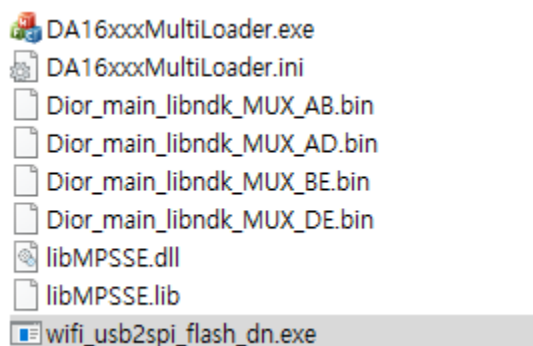 DA16xxxMultiLoader.exe
DA16xxxMultiLoader.ini
Dior_main_libndk_MUX_AB.bin
Dior_main_libndk_MUX_AD.bin
Dior_main_libndk_MUX_BE.bin
Dior_main_libndk_MUX_DE.bin
libMPSSE.dll
libMPSSE.lib
wifi_usb2spi_flash_dn.exe